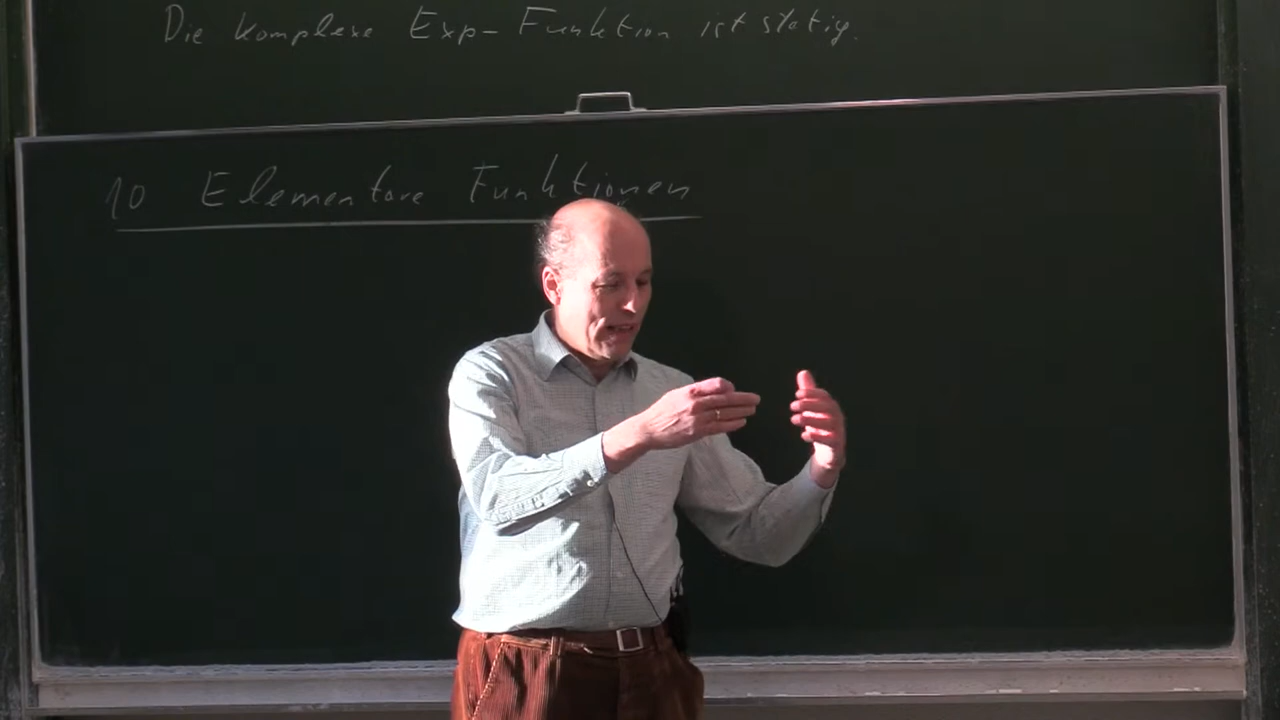 Die komplexe Exp-Funktion ist stetig.
10 Elementare Funktionen